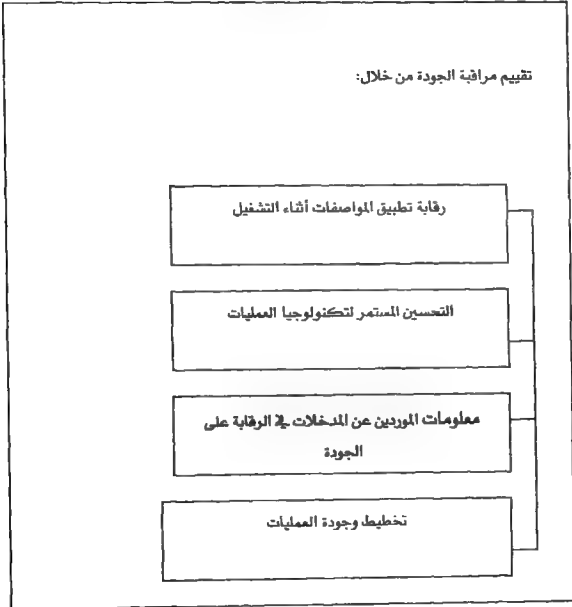 تقييم مراقبة الجودة من خلال:
رقابة تطبيق المواصفات أثناء التشغيل
التحسين المستمر لتكنولوجيا العمليات
معلومات الموردين عن المدخلات في الرقابة على
الجودة
تخطيط وجودة العمليات